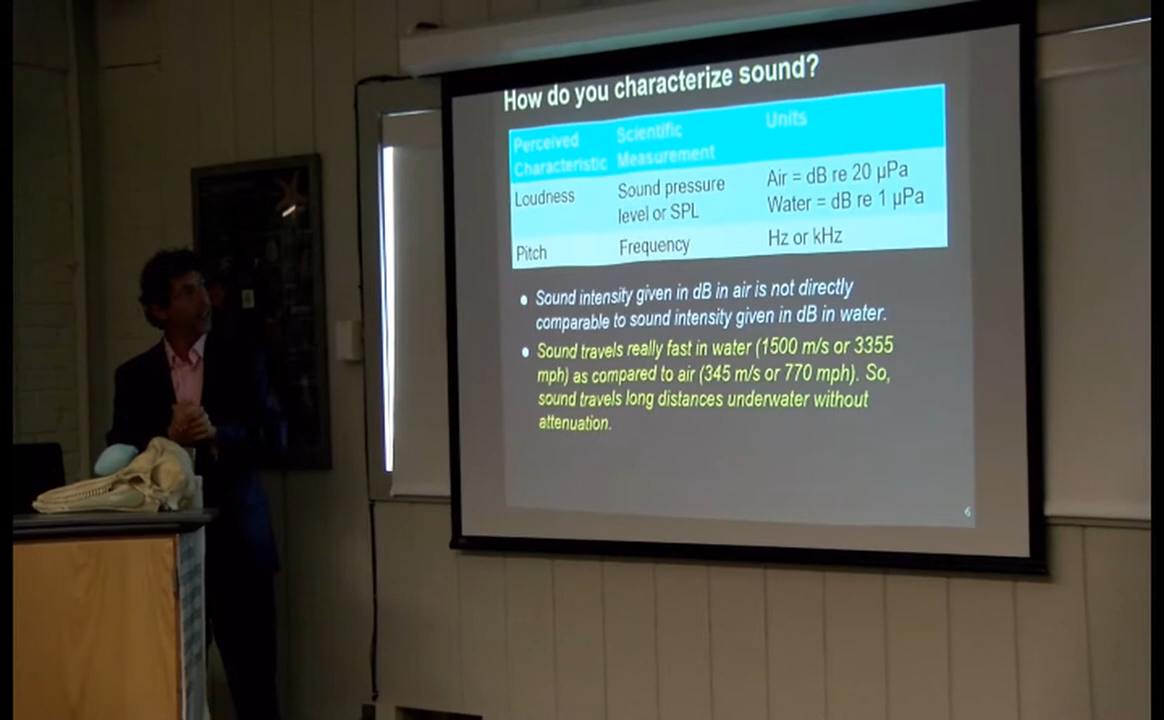 How do you characterize sound?
Perceived Characteristic
Scientific Measurement
Units
Loudness
Sound pressure
level or SPL
Air = dB re 20 µPa
Water = dB re 1 µPa
Pitch
Frequency
Hz or kHz
• Sound intensity given in dB in air is not directly
comparable to sound intensity given in dB in water.
• Sound travels really fast in water (1500 m/s or 3355
mph) as compared to air (345 m/s or 770 mph). So,
sound travels long distances underwater without
attenuation.
6